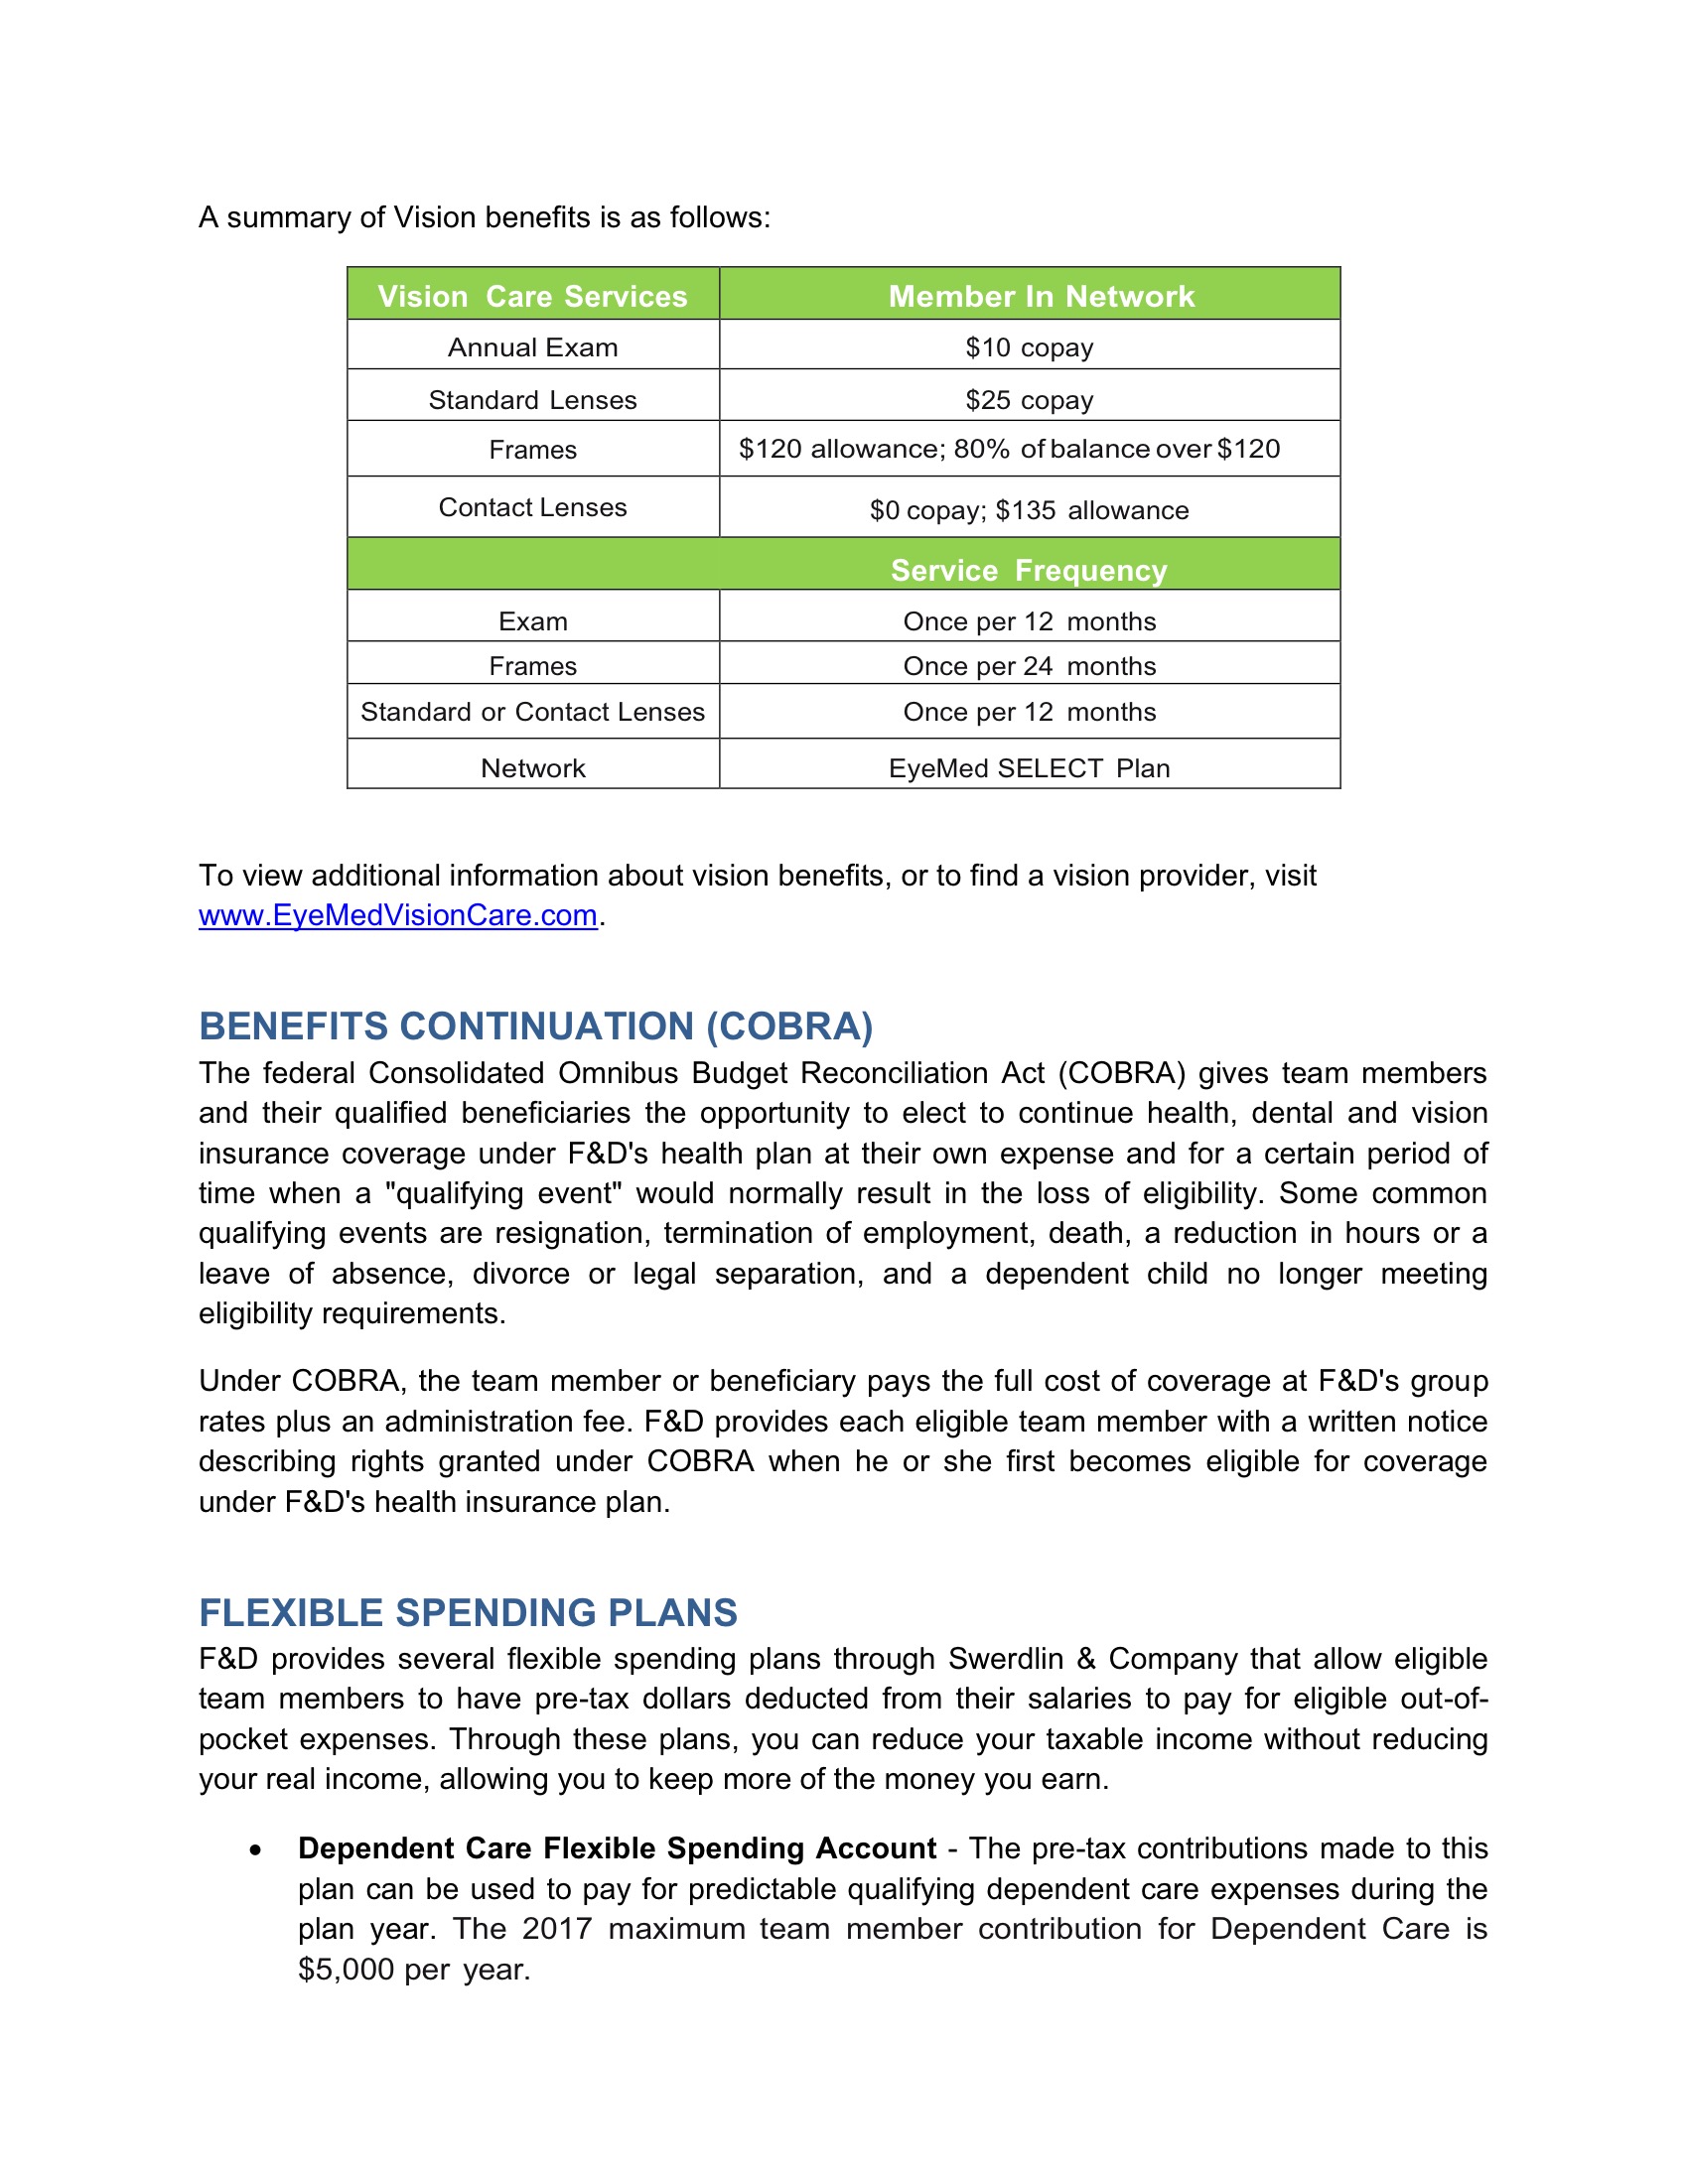 A summary of Vision benefits is as follows:
Vision Care Services Member In Network
Annual Exam $10 copay
Standard Lenses $25 copay
Frames $120 allowance; 80% of balance over $120
Contact Lenses $0 copay; $135 allowance
Service Frequency
Exam Once per 12 months
Frames Once per 24 months
Standard or Contact Lenses Once per 12 months
Network EyeMed SELECT Plan
To view additional information about vision benefits, or to find a vision provider, visit
www.EyeMedVisionCare.com.
BENEFITS CONTINUATION (COBRA)
The federal Consolidated Omnibus Budget Reconciliation Act (COBRA) gives team members
and their qualified beneficiaries the opportunity to elect to continue health, dental and vision
insurance coverage under F&D's health plan at their own expense and for a certain period of
time when a "qualifying event" would normally result in the loss of eligibility. Some common
qualifying events are resignation, termination of employment, death, a reduction in hours or a
leave of absence, divorce or legal separation, and a dependent child no longer meeting
eligibility requirements.
Under COBRA, the team member or beneficiary pays the full cost of coverage at F&D's group
rates plus an administration fee. F&D provides each eligible team member with a written notice
describing rights granted under COBRA when he or she first becomes eligible for coverage
under F&D's health insurance plan.
FLEXIBLE SPENDING PLANS
F&D provides several flexible spending plans through Swerdlin & Company that allow eligible
team members to have pre-tax dollars deducted from their salaries to pay for eligible out-of-
pocket expenses. Through these plans, you can reduce your taxable income without reducing
your real income, allowing you to keep more of the money you earn.
• Dependent Care Flexible Spending Account - The pre-tax contributions made to this
plan can be used to pay for predictable qualifying dependent care expenses during the
plan year. The 2017 maximum team member contribution for Dependent Care is
$5,000 per year.